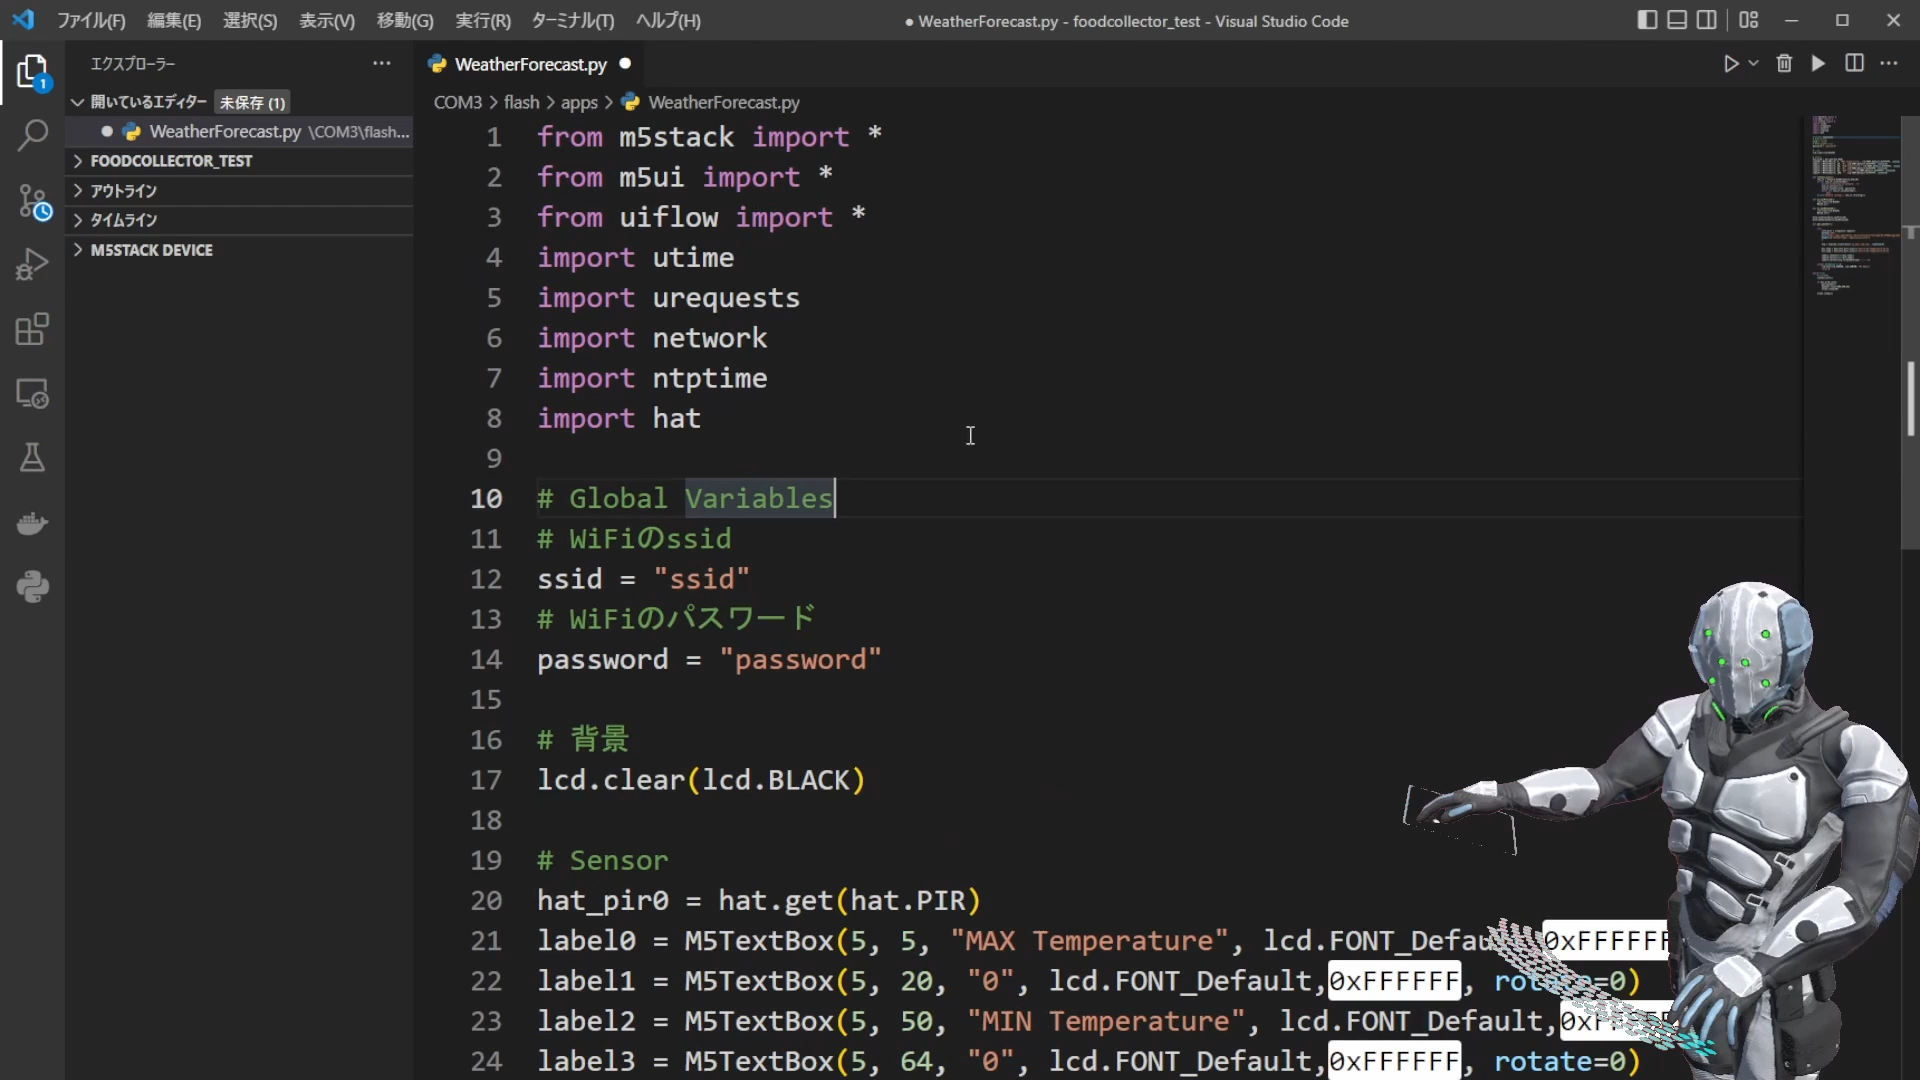 ファイル(F) 編集(E) 選択(S) 表示(V) 移動(G) 実行(R) ターミナル(T) ヘルプ(H)
● WeatherForecast.py - foodcollector_test - Visual Studio Code
エクスプローラー
1
開いているエディター 未保存 (1)
WeatherForecast.py \COM3\flash...
FOODCOLLECTOR_TEST
アウトライン
タイムライン
M5STACK DEVICE
WeatherForecast.py
COM3 > flash > apps > WeatherForecast.py
1 from m5stack import *
2 from m5ui import *
3 from uiflow import *
4 import utime
5 import urequests
6 import network
7 import ntptime
8 import hat
9
10 # Global Variables
11 # WiFiのssid
12 ssid = "ssid"
13 # WiFiのパスワード
14 password = "password"
15
16 # 背景
17 lcd.clear(lcd.BLACK)
18
19 # Sensor
20 hat_pir0 = hat.get(hat.PIR)
21 label0 = M5TextBox(5, 5, "MAX Temperature", lcd.FONT_Defau
22 label1 = M5TextBox(5, 20, "0", lcd.FONT_Default,0xFFFFFF, rotate=0)
23 label2 = M5TextBox(5, 50, "MIN Temperature", lcd.FONT_Default,
24 label3 = M5TextBox(5, 64, "0", lcd.FONT_Default,0xFFFFFF, rotate=0)